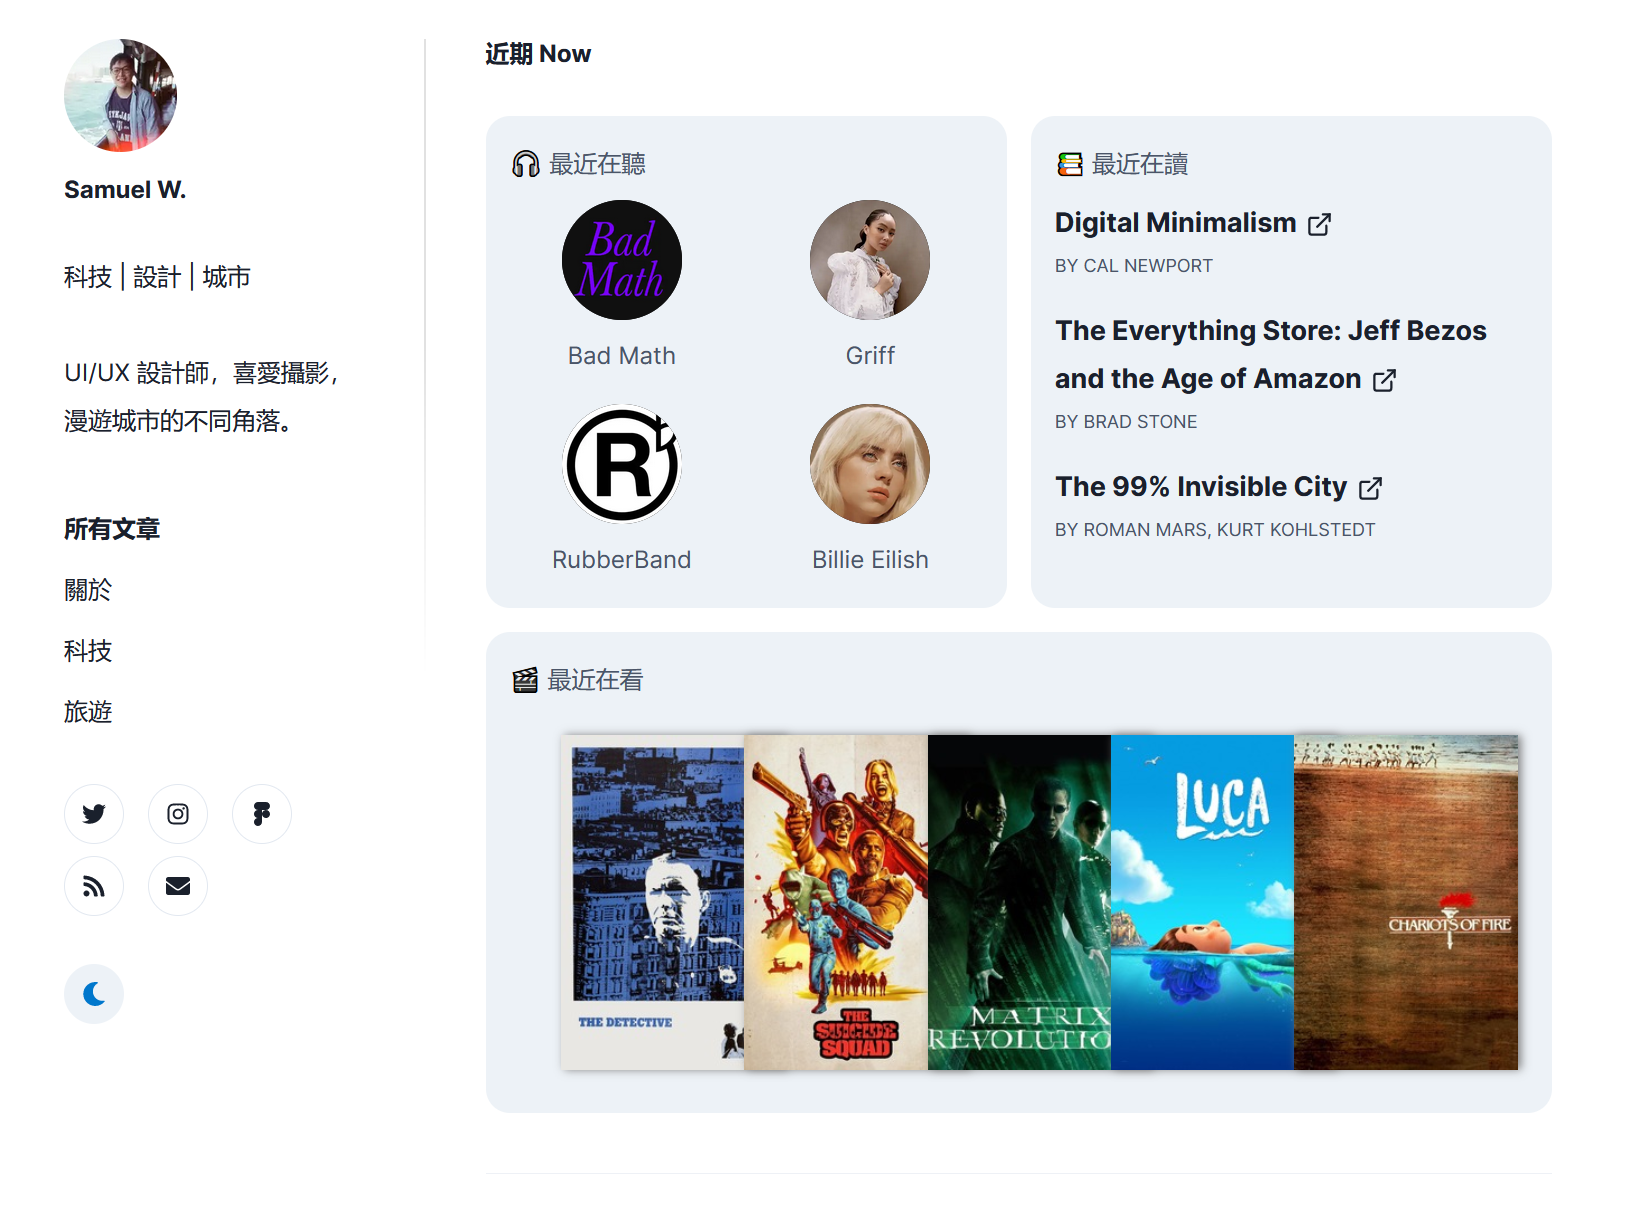 Samuel W.
科技 | 設計 | 城市
UI/UX 設計師，喜愛攝影，
漫遊城市的不同角落。
所有文章
關於
科技
旅遊
近期 Now
最近在聽
Bad
Math
Bad Math
Griff
R
RubberBand
Billie Eilish
最近在讀
Digital Minimalism
BY CAL NEWPORT
The Everything Store: Jeff Bezos
and the Age of Amazon
BY BRAD STONE
The 99% Invisible City
BY ROMAN MARS, KURT KOHLSTEDT
最近在看
THE DETECTIVE
THE
SUICIDE
SQUAD
MATRIX
REVOLUTIO
LUCA
CHARIOTS OF FIRE